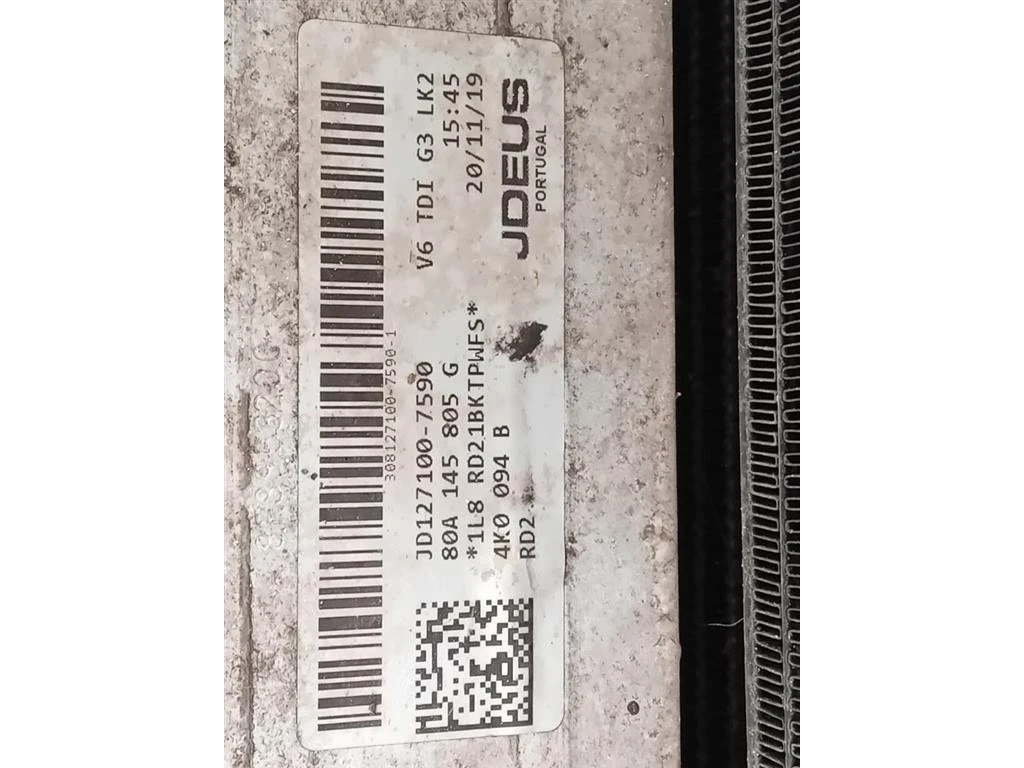 308127100-7590-1
JD127100-7590
V6 TDI G3 LK2
80A 145 805 G
15:45
*1L8 RD21BKTPWFS*
20/11/19
4K0 094 B
RD2
JDEUS
PORTUGAL